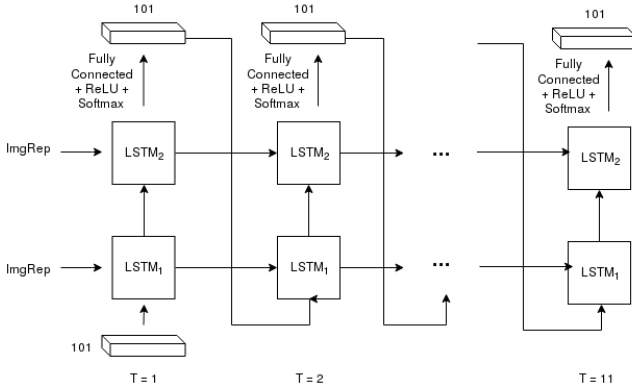 101
101
101
Fully
Connected
+ ReLU +
Softmax
Fully
Connected
+ ReLU +
Softmax
Fully
Connected
+ ReLU +
Softmax
ImgRep
LSTM2
LSTM2
...
LSTM2
ImgRep
LSTM1
LSTM1
...
LSTM1
101
T = 1
T = 2
T = 11